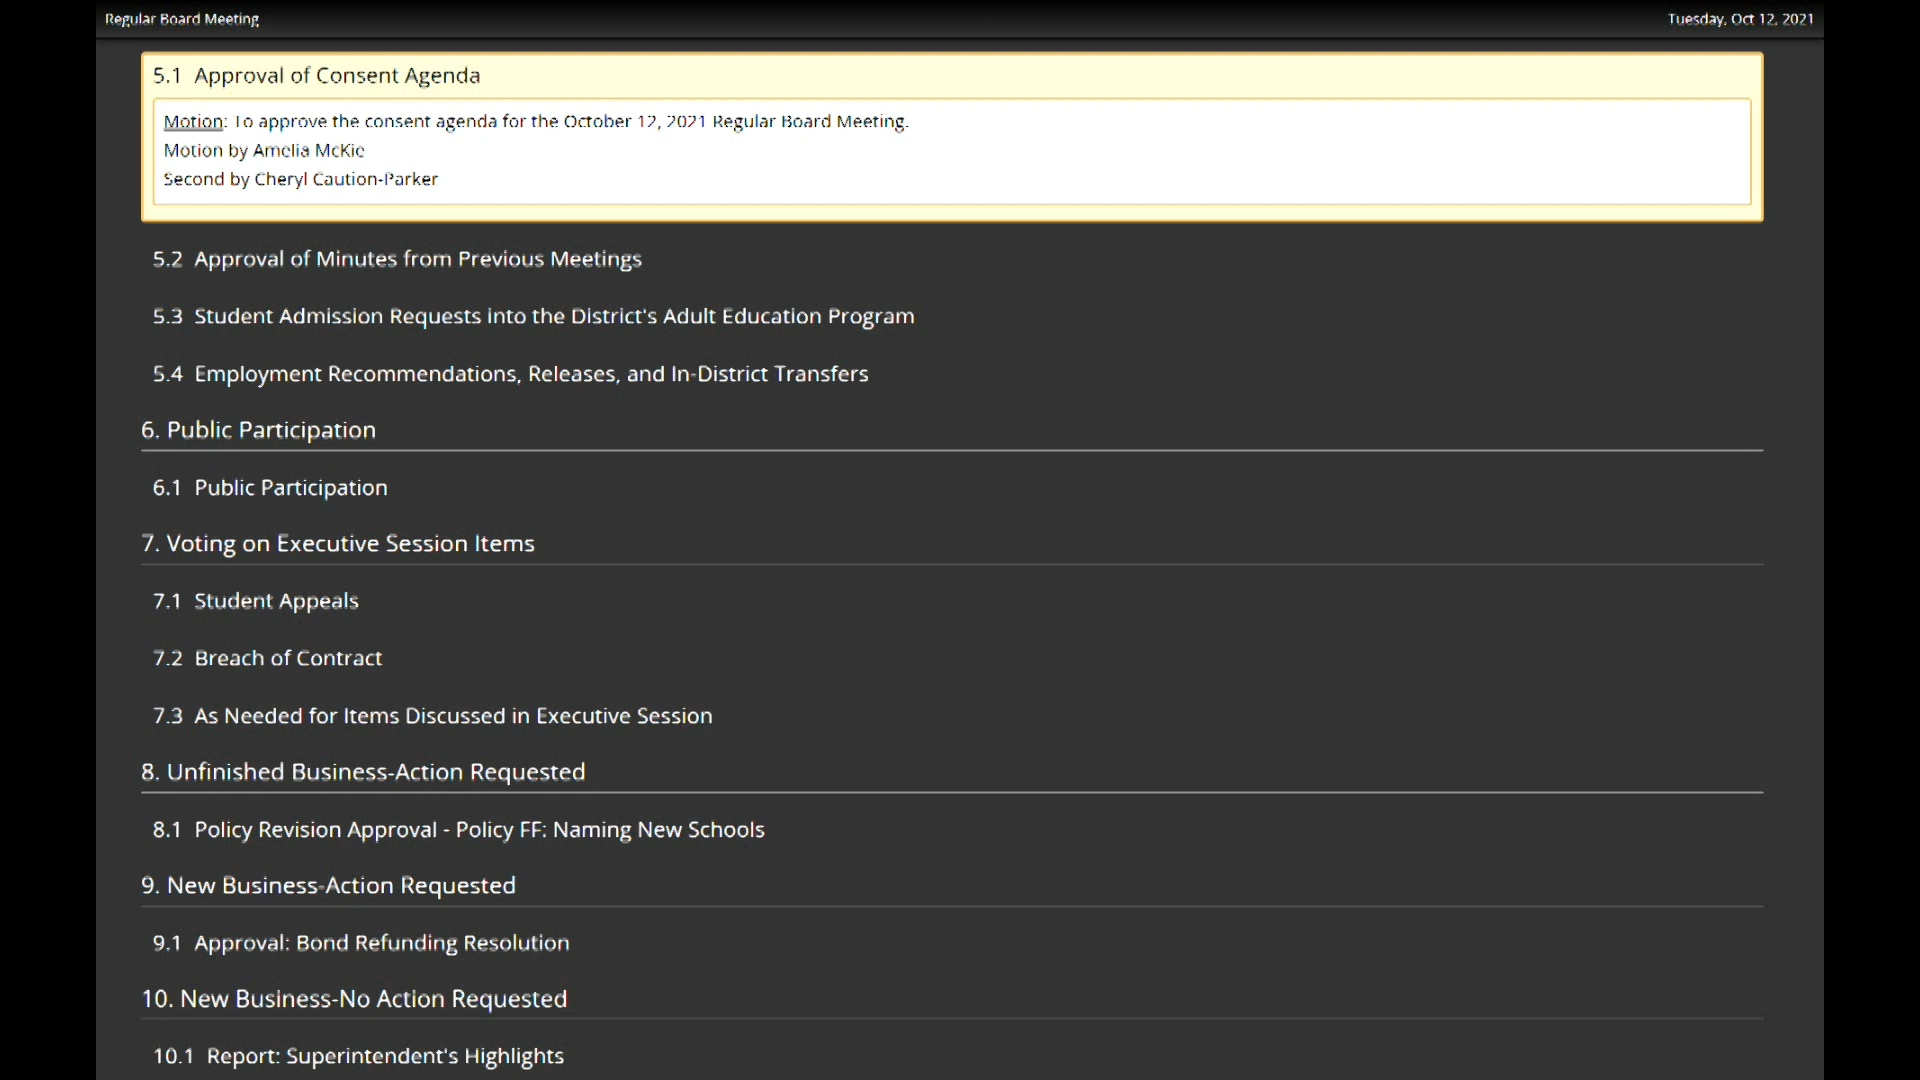 Regular Board Meeting
Tuesday, Oct 12, 2021
5.1 Approval of Consent Agenda
Motion: To approve the consent agenda for the October 12, 2021 Regular Board Meeting.
Motion by Amelia McKie
Second by Cheryl Caution-Parker
5.2 Approval of Minutes from Previous Meetings
5.3 Student Admission Requests into the District's Adult Education Program
5.4 Employment Recommendations, Releases, and In-District Transfers
6. Public Participation
6.1 Public Participation
7. Voting on Executive Session Items
7.1 Student Appeals
7.2 Breach of Contract
7.3 As Needed for Items Discussed in Executive Session
8. Unfinished Business-Action Requested
8.1 Policy Revision Approval - Policy FF: Naming New Schools
9. New Business-Action Requested
9.1 Approval: Bond Refunding Resolution
10. New Business-No Action Requested
10.1 Report: Superintendent's Highlights